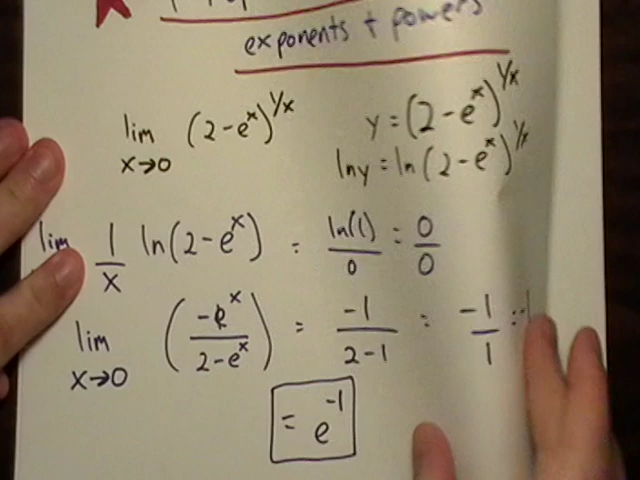 exponents + powers
lim x→0 (2-e^x)^1/x
y = (2-e^x)^1/x
ln y = ln(2-e^x)^1/x
lim 1/x ln(2-e^x) = ln(1)/0 = 0/0
lim x→0 (-e^x/2-e^x) = -1/2-1 = -1/1 = -1
= e^-1